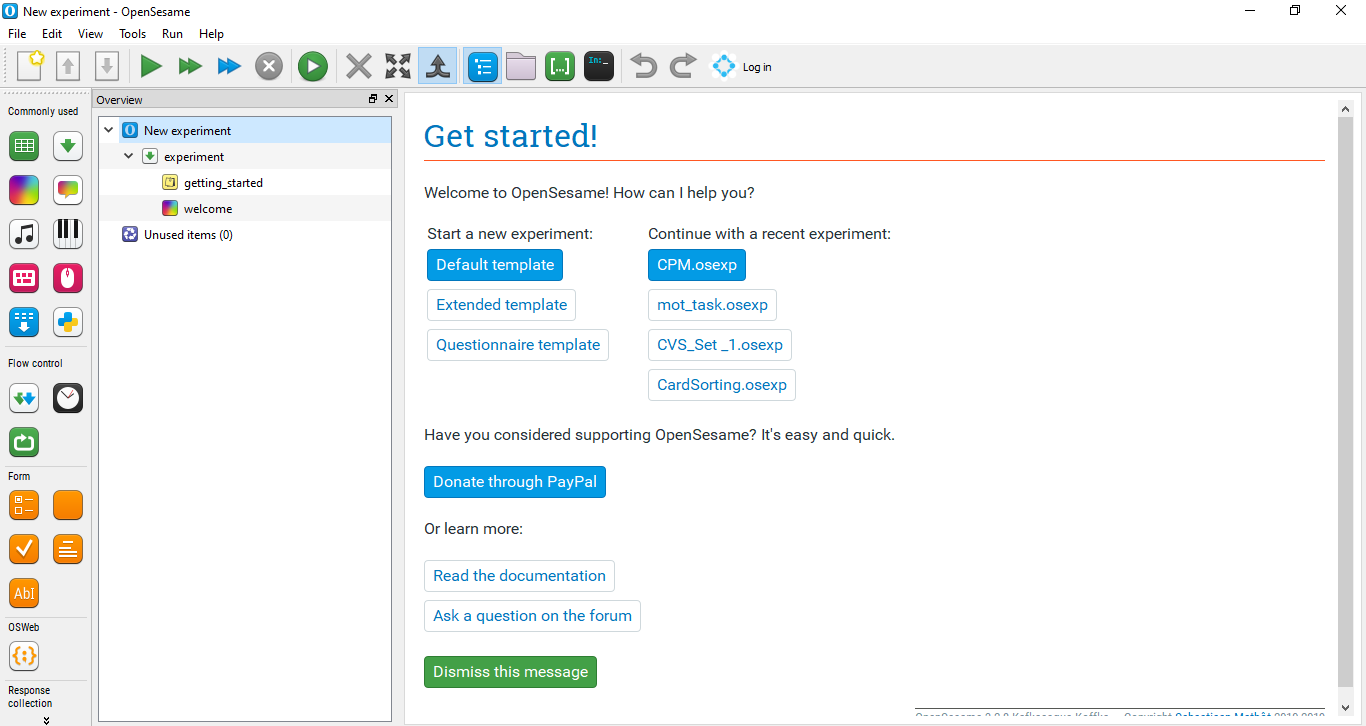 New experiment - OpenSesame
File Edit View Tools Run Help
In:_
Log in
Commonly used
Flow control
Form
AbI
OSWeb
Response
collection
Overview
New experiment
experiment
getting_started
welcome
Unused items (0)
Get started!
Welcome to OpenSesame! How can I help you?
Start a new experiment:
Default template
Extended template
Questionnaire template
Continue with a recent experiment:
CPM.osexp
mot_task.osexp
CVS_Set _1.osexp
CardSorting.osexp
Have you considered supporting OpenSesame? It's easy and quick.
Donate through PayPal
Or learn more:
Read the documentation
Ask a question on the forum
Dismiss this message